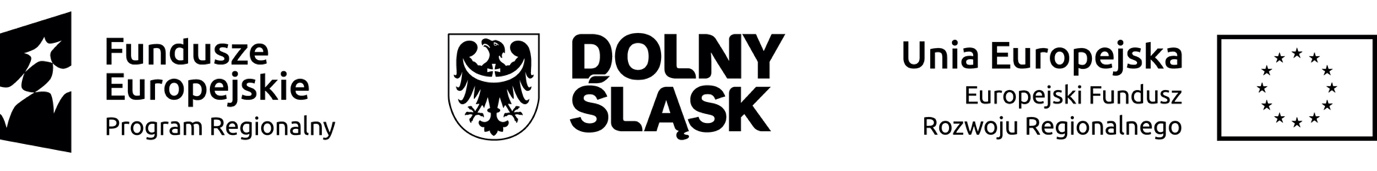 Fundusze
Europejskie
Program Regionalny
DOLNY
ŚLĄSK
Unia Europejska
Europejski Fundusz
Rozwoju Regionalnego